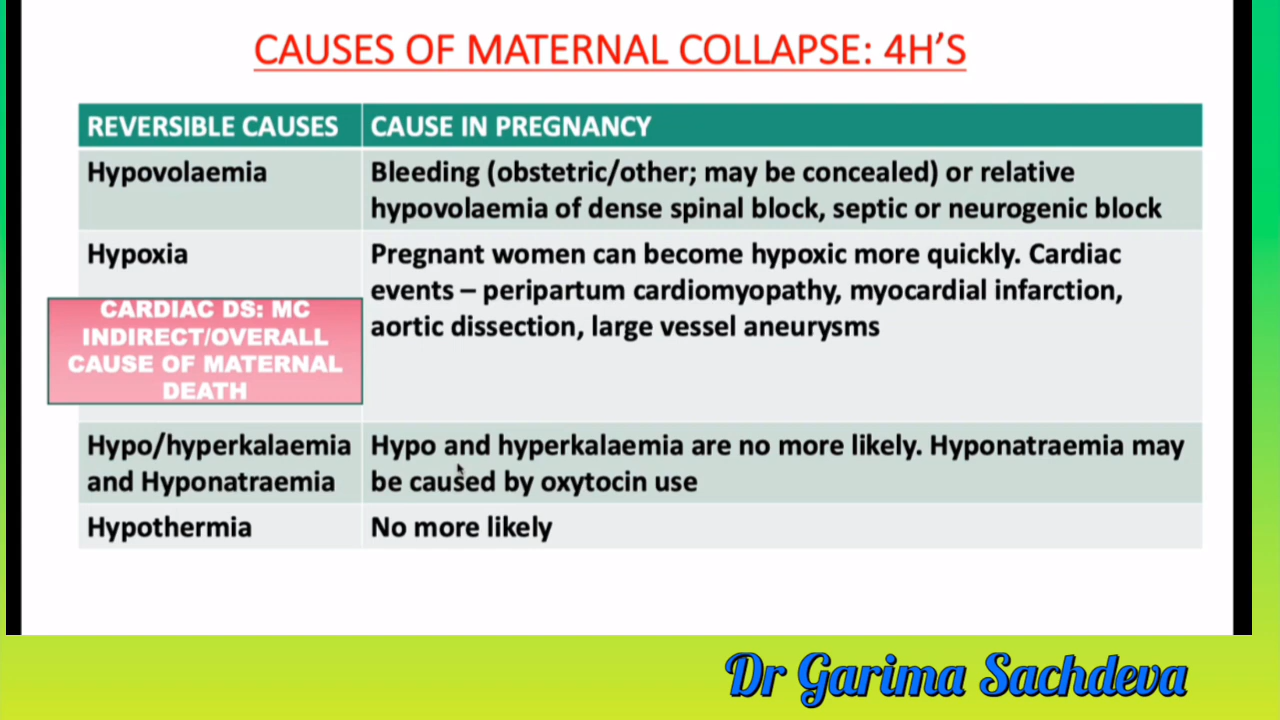 CAUSES OF MATERNAL COLLAPSE: 4H'S
REVERSIBLE CAUSES
CAUSE IN PREGNANCY
Hypovolaemia
Bleeding (obstetric/other; may be concealed) or relative
hypovolaemia of dense spinal block, septic or neurogenic block
Hypoxia
Pregnant women can become hypoxic more quickly. Cardiac
events – peripartum cardiomyopathy, myocardial infarction,
aortic dissection, large vessel aneurysms
CARDIAC DS: MC
INDIRECT/OVERALL
CAUSE OF MATERNAL
DEATH
Hypo/hyperkalaemia
and Hyponatraemia
Hypo and hyperkalaemia are no more likely. Hyponatraemia may
be caused by oxytocin use
Hypothermia
No more likely
Dr Garima Sachdeva